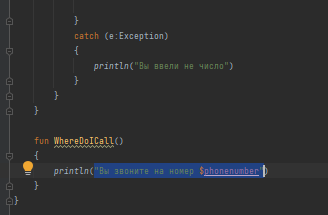 }
catch (e:Exception)
{
println("Вы ввели не число")
}
}
}
fun WhereDoICall()
{
println("Вы звоните на номер $phonenumber")
}
}